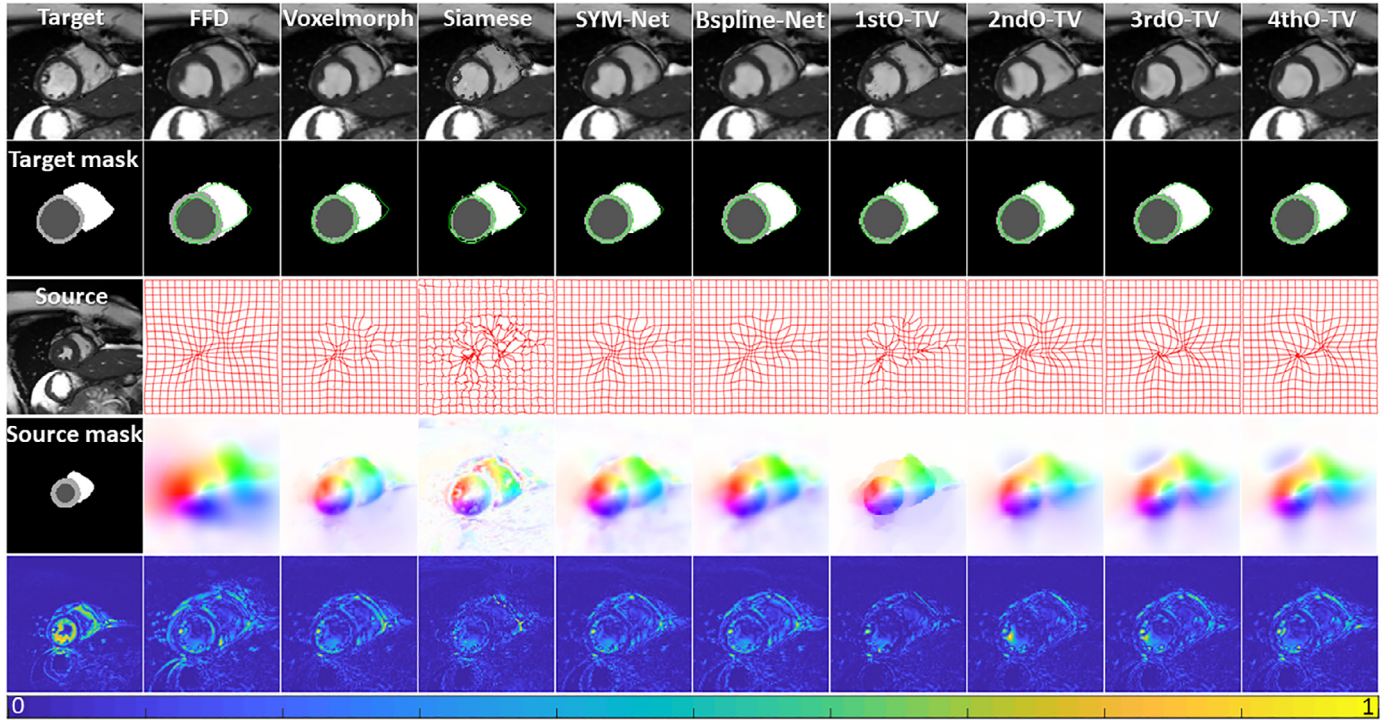 Target FFD Voxelmorph Siamese SYM-Net Bspline-Net 1stO-TV 2ndO-TV 3rdO-TV 4thO-TV
Target mask
Source
Source mask
0 1